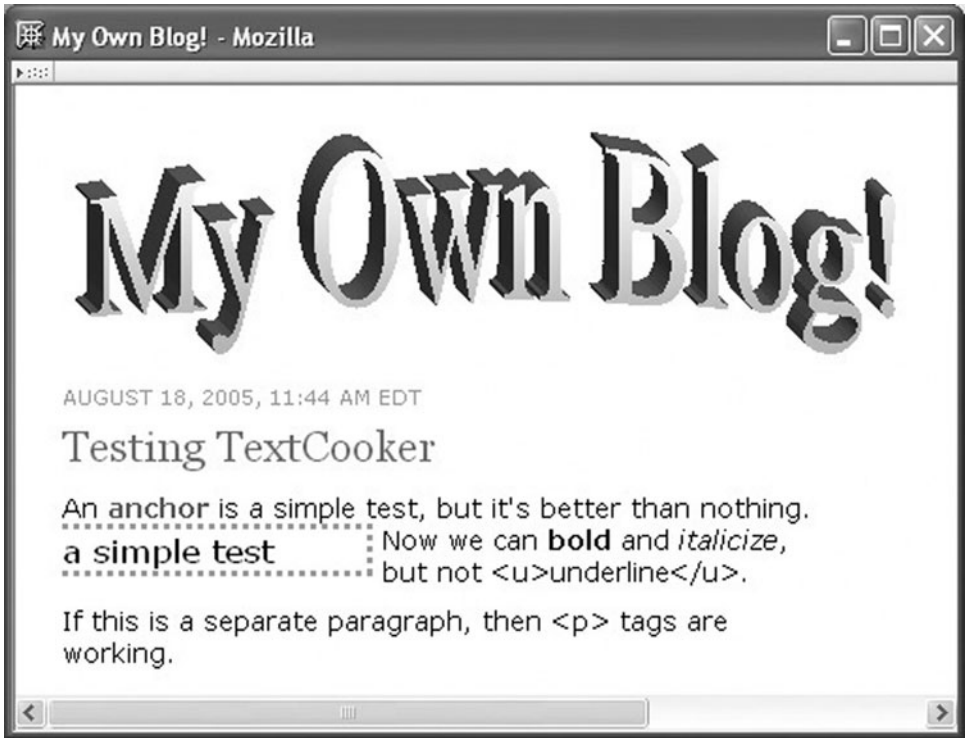 My Own Blog! - Mozilla
My Own Blog!
AUGUST 18, 2005, 11:44 AM EDT
Testing TextCooker
An anchor is a simple test, but it's better than nothing.
a simple test
Now we can bold and italicize,
but not <u>underline</u>.
If this is a separate paragraph, then <p> tags are
working.